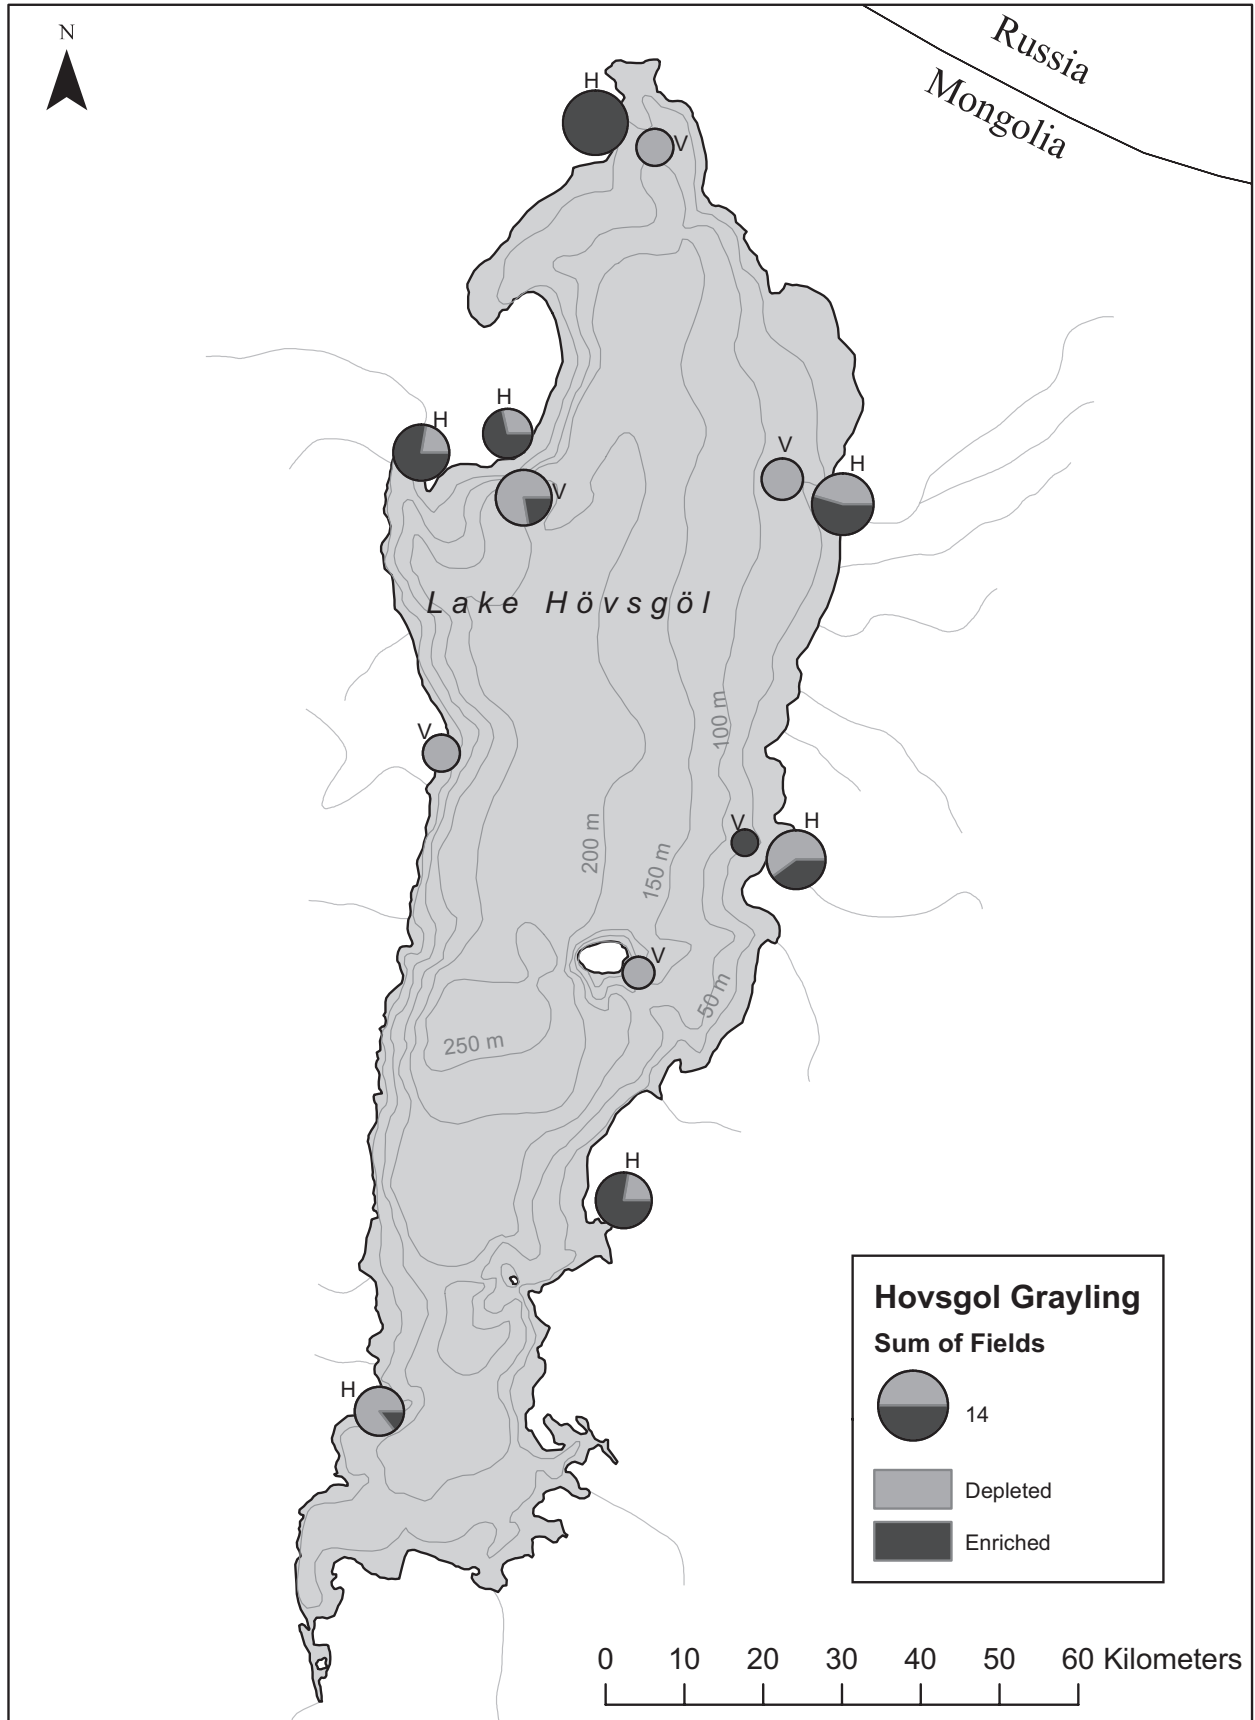 N
Russia
Mongolia
H
V
H
H
V
V
H
Lake Hövsgöl
100 m
V
V
H
200 m
150 m
V
50 m
250 m
H
H
Hovsgol Grayling
Sum of Fields
14
Depleted
Enriched
0 10 20 30 40 50 60 Kilometers